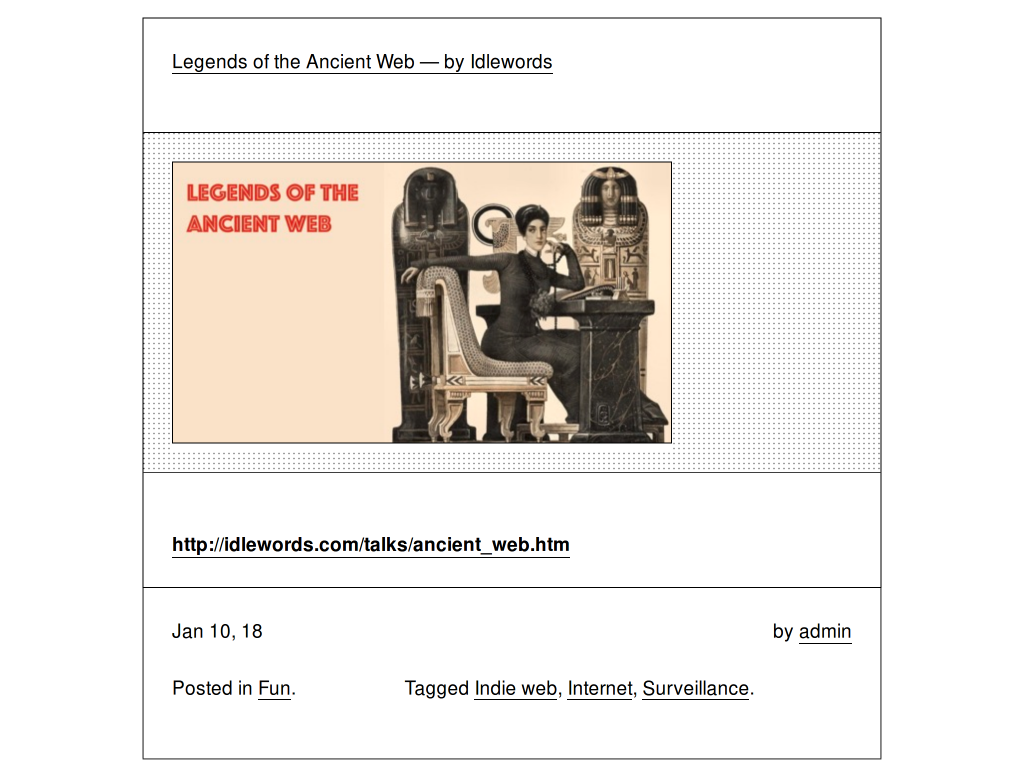 Legends of the Ancient Web — by Idlewords
LEGENDS OF THE
ANCIENT WEB
http://idlewords.com/talks/ancient_web.htm
Jan 10, 18
by admin
Posted in Fun.
Tagged Indie web, Internet, Surveillance.